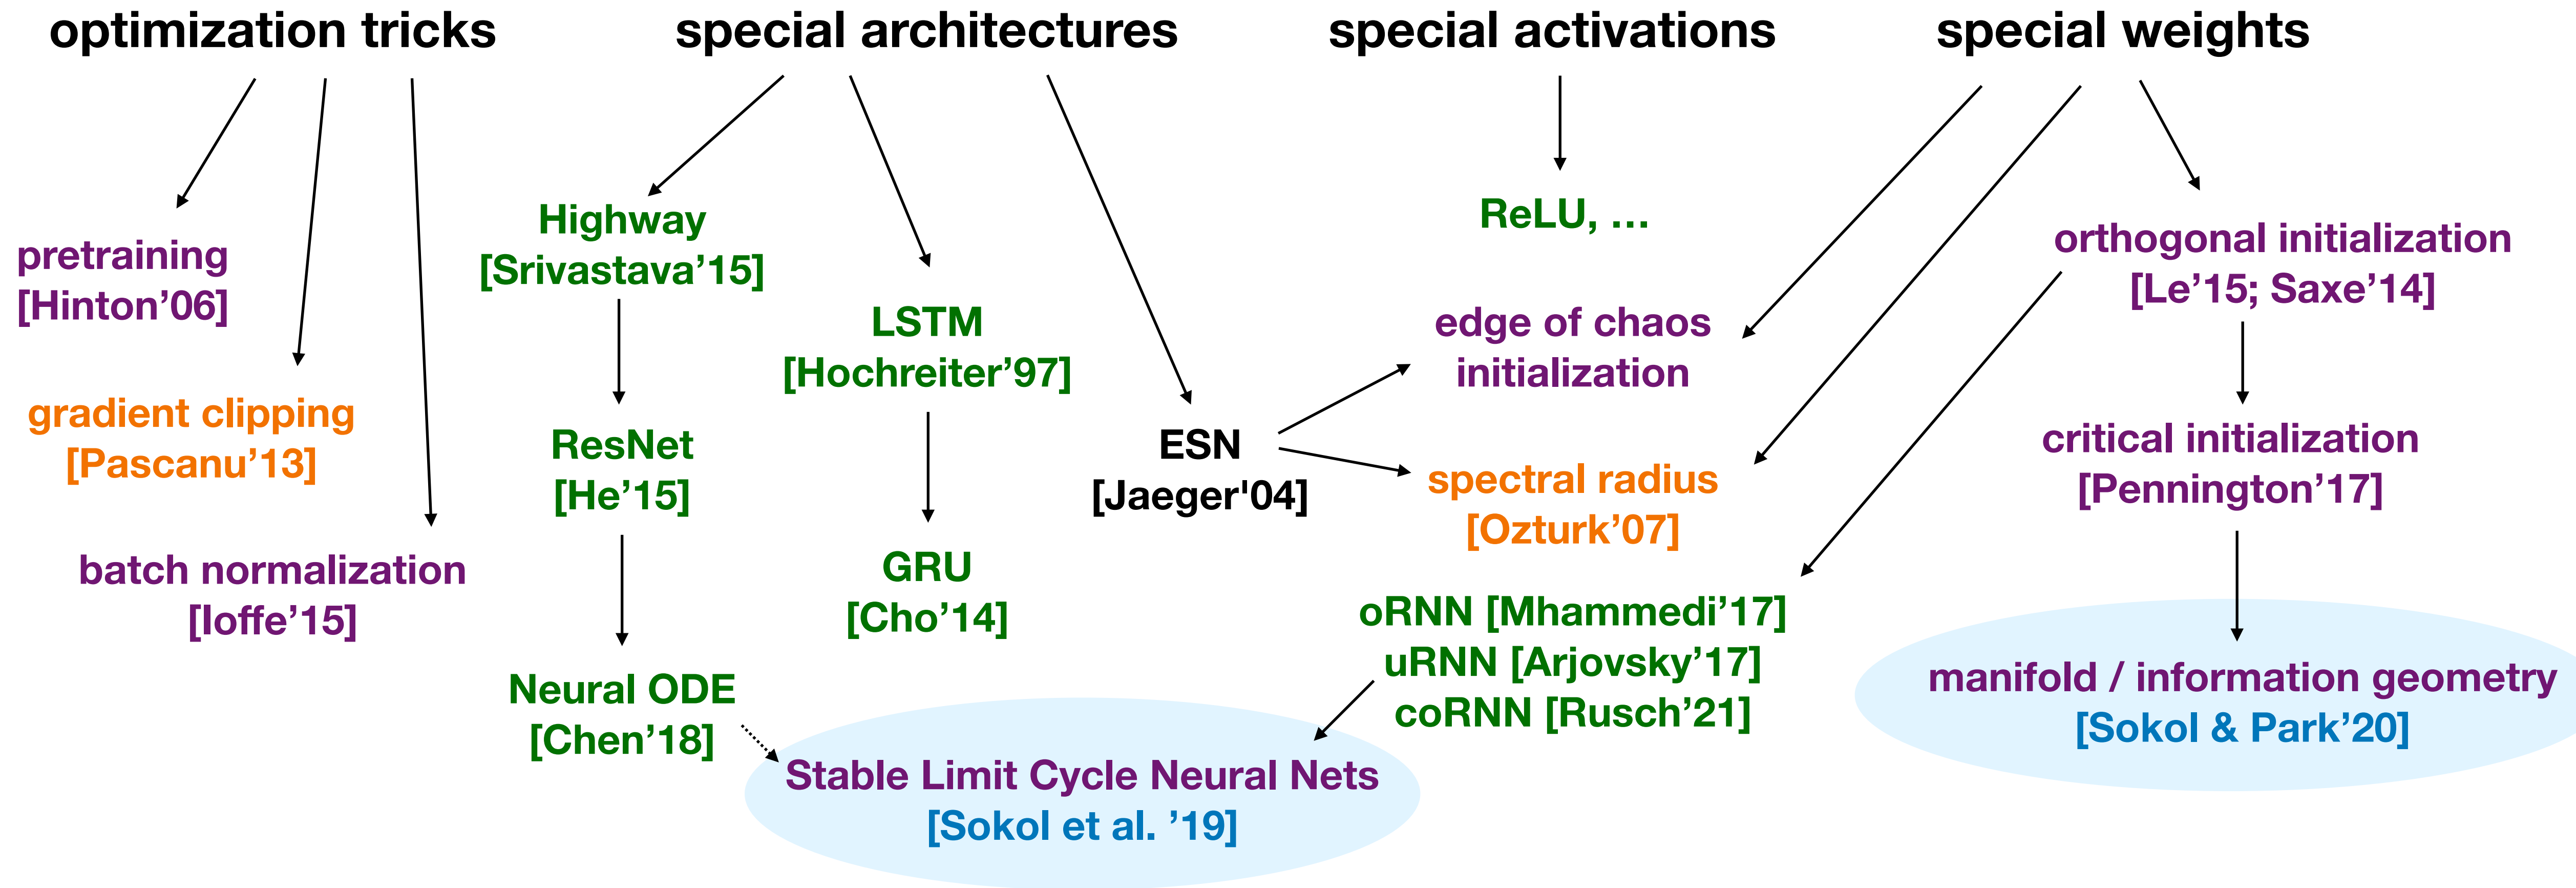 optimization tricks
special architectures
special activations
special weights
pretraining
[Hinton’06]
gradient clipping
[Pascanu’13]
batch normalization
[Ioffe’15]
Highway
[Srivastava’15]
ResNet
[He’15]
Neural ODE
[Chen’18]
LSTM
[Hochreiter’97]
GRU
[Cho’14]
ESN
[Jaeger'04]
Stable Limit Cycle Neural Nets
[Sokol et al. ’19]
ReLU, …
edge of chaos
initialization
spectral radius
[Ozturk’07]
oRNN [Mhammedi’17]
uRNN [Arjovsky’17]
coRNN [Rusch’21]
orthogonal initialization
[Le’15; Saxe’14]
critical initialization
[Pennington’17]
manifold / information geometry
[Sokol & Park’20]